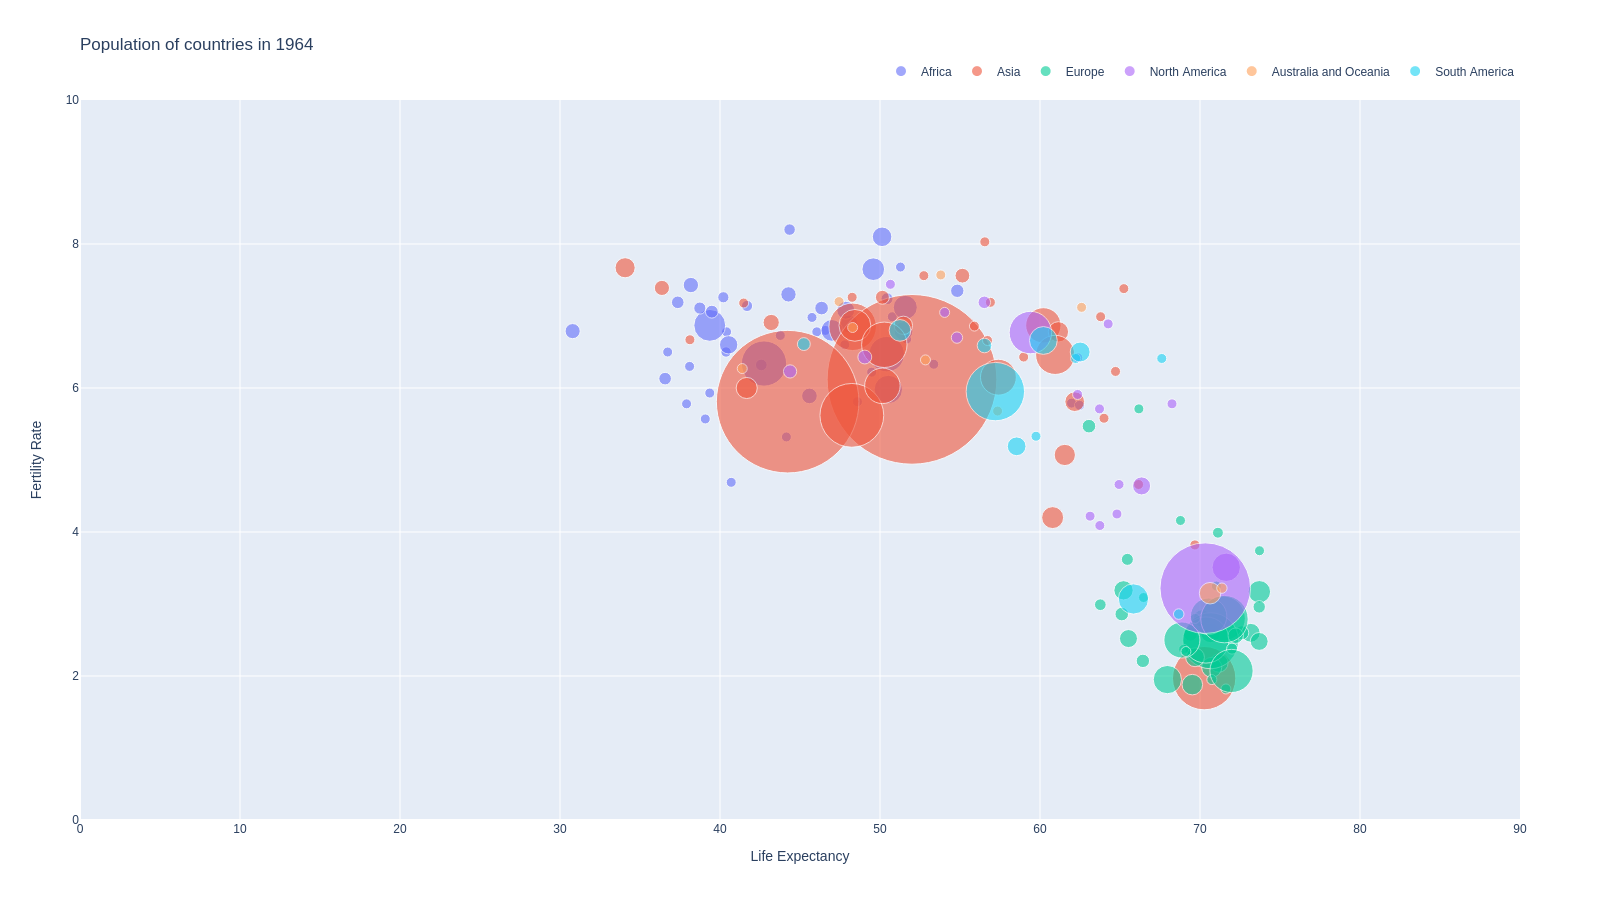 Population of countries in 1964
Africa Asia Europe North America Australia and Oceania South America
10
8
6
4
2
0
Fertility Rate
0 10 20 30 40 50 60 70 80 90
Life Expectancy